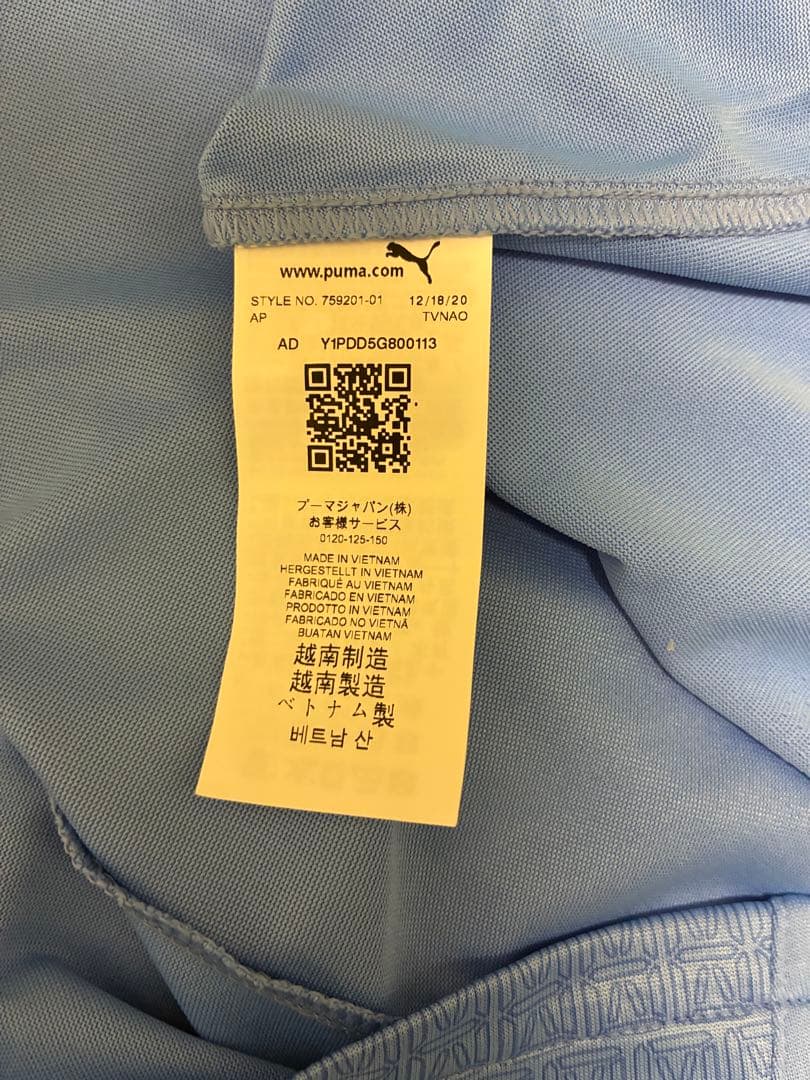 www.puma.com
STYLE NO. 759201-01 12/18/20
AP TVNAO
AD Y1PDD5G800113
プーマジャパン(株)
お客様サービス
0120-125-150
MADE IN VIETNAM
HERGESTELLT IN VIETNAM
FABRIQUÉ AU VIETNAM
FABRICADO EN VIETNAM
PRODOTTO IN VIETNAM
FABRICADO NO VIETNÃ
BUATAN VIETNAM
越南制造
越南製造
ベトナム製
베트남 산